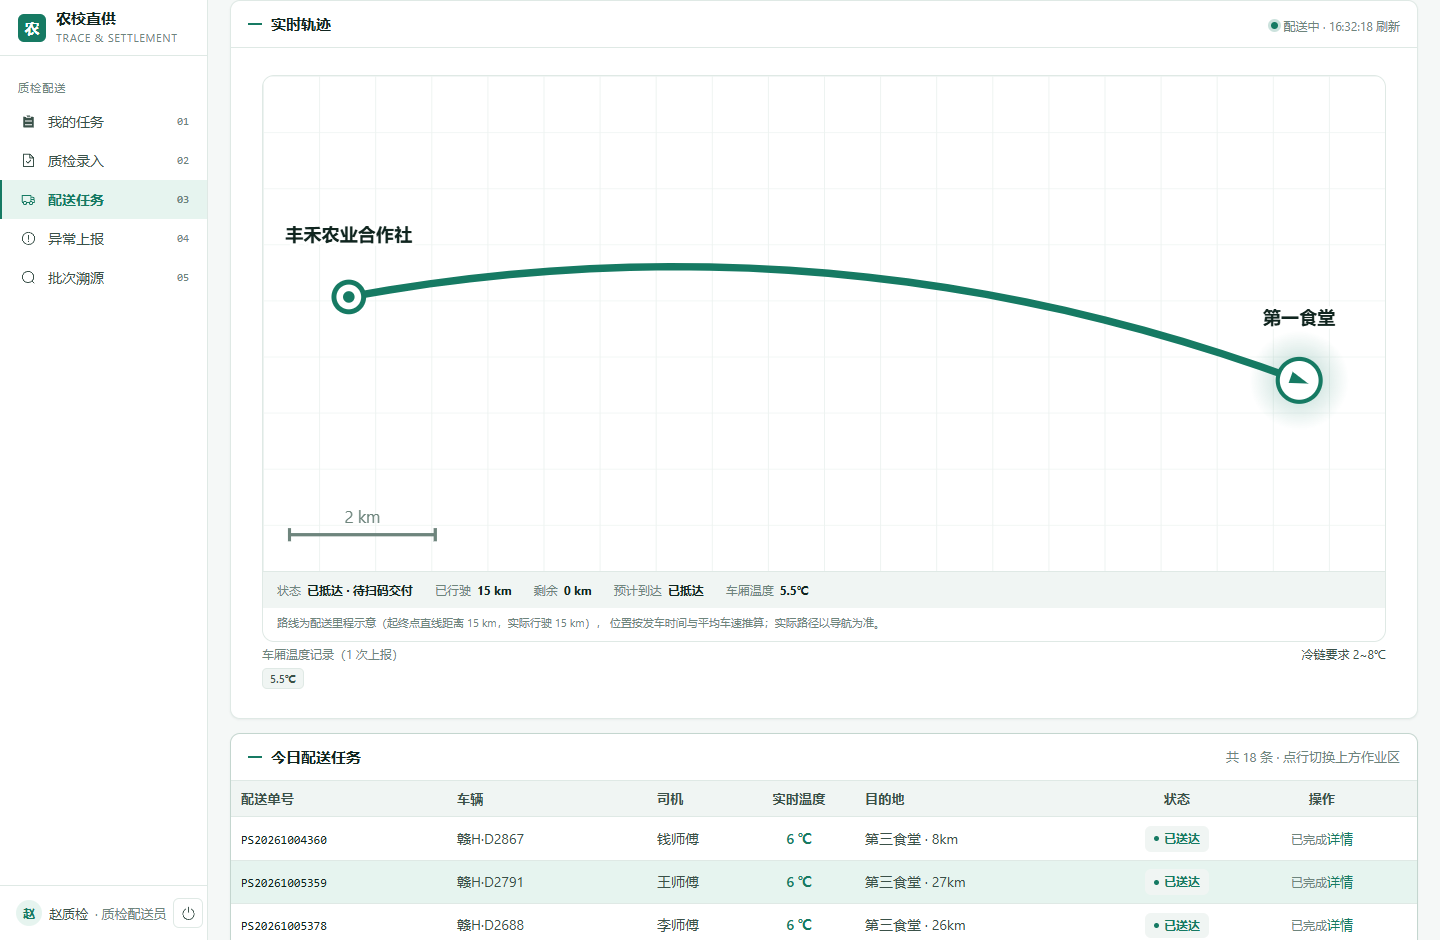 农
农校直供
TRACE & SETTLEMENT
质检配送
我的任务 01
质检录入 02
配送任务 03
异常上报 04
批次溯源 05
赵 赵质检 · 质检配送员
实时轨迹
配送中 · 16:32:18 刷新
丰禾农业合作社
第一食堂
2 km
状态 已抵达 · 待扫码交付 已行驶 15 km 剩余 0 km 预计到达 已抵达 车厢温度 5.5℃
路线为配送里程示意（起终点直线距离 15 km，实际行驶 15 km），位置按发车时间与平均车速推算；实际路径以导航为准。
车厢温度记录（1 次上报） 冷链要求 2~8℃
5.5℃
今日配送任务
共 18 条 · 点行切换上方作业区
配送单号 车辆 司机 实时温度 目的地 状态 操作
PS20261004360 赣H·D2867 钱师傅 6 ℃ 第三食堂 · 8km 已送达 已完成详情
PS20261005359 赣H·D2791 王师傅 6 ℃ 第三食堂 · 27km 已送达 已完成详情
PS20261005378 赣H·D2688 李师傅 6 ℃ 第三食堂 · 26km 已送达 已完成详情